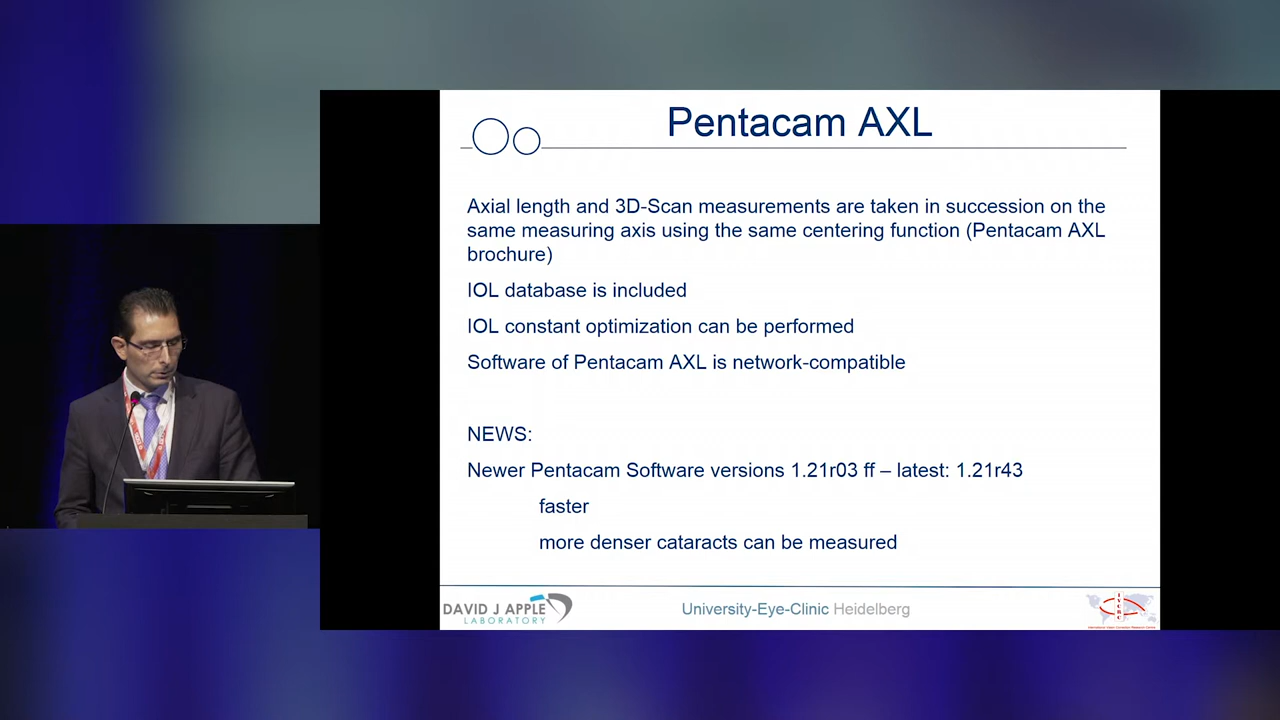 Pentacam AXL
Axial length and 3D-Scan measurements are taken in succession on the
same measuring axis using the same centering function (Pentacam AXL
brochure)
IOL database is included
IOL constant optimization can be performed
Software of Pentacam AXL is network-compatible
NEWS:
Newer Pentacam Software versions 1.21r03 ff – latest: 1.21r43
faster
more denser cataracts can be measured
DAVID J APPLE
LABORATORY
University-Eye-Clinic Heidelberg